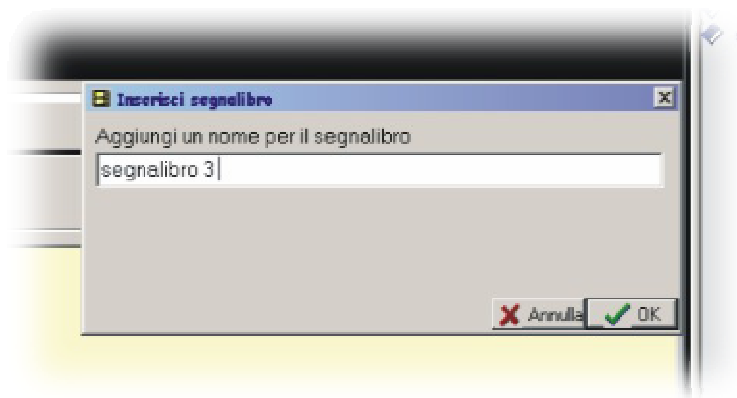 Inserisci segnalibro
Aggiungi un nome per il segnalibro
segnalibro 3
Annulla OK